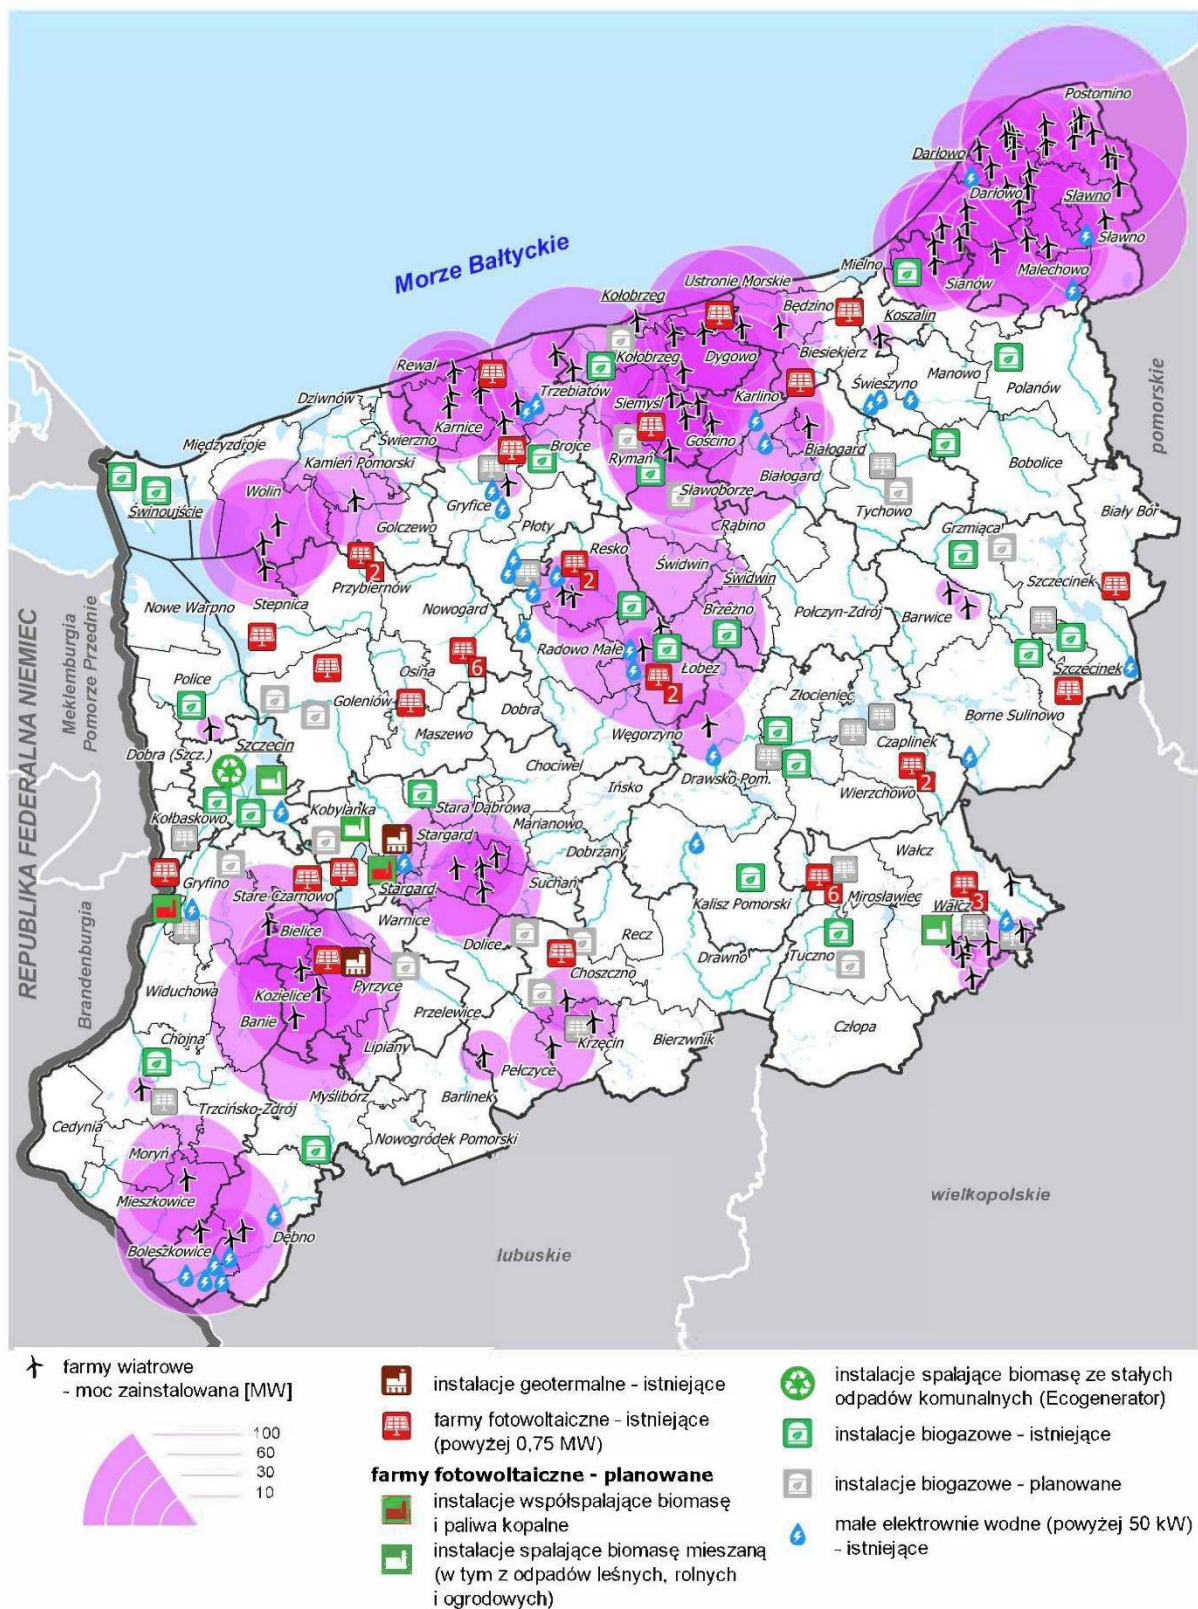 Postomino
Darłowo
Darłowo
Sławno
Sławno
Malechowo
Sianów
Mielno
Morze Bałtyckie
Ustronie Morskie
Kołobrzeg
Będzino
Koszalin
Kołobrzeg
Dygowo
Biesiekierz
Manowo
Polanów
Rewal
Trzebiatów
Świeszyno
pomorskie
Dziwnów
Siemyśl
Karlino
Karnice
Gościno
Świerzno
Międzyzdroje
Brojce
Rymań
Białogard
Kamień Pomorski
Białogard
Bobolice
Wolin
Sławoborze
Świnoujście
Gryfice
Tychowo
Golczewo
Płoty
Rąbino
Biały Bór
Grzmiąca
Resko
2
Świdwin
Świdwin
2
Szczecinek
Przybiernów
Nowe Warpno
Stepnica
Nowogard
Brzeżno
Połczyn-Zdrój
Barwice
Radowo Małe
6
Osina
Łobez
2
Szczecinek
Police
Goleniów
Dobra
Złocieniec
Borne Sulinowo
Maszewo
Węgorzyno
Czaplinek
Szczecin
Dobra (Szcz.)
Chociwel
Drawsko-Pom.
2
Ińsko
Wierzchowo
Kołbaskowo
Kobylanka
Stara Dąbrowa
Marianowo
Stargard
Dobrzany
Wałcz
Gryfino
Stare Czarnowo
Stargard
Suchań
Kalisz Pomorski
6
Mirosławiec
Wałcz
3
Warnice
Bielice
Dolice
Recz
Drawno
Tuczno
Widuchowa
Kozielice
Pyrzyce
Choszczno
Banie
Przelewice
Człopa
Chojna
Lipiany
Krzęcin
Bierzwnik
Pełczyce
Trzcińsko-Zdrój
Myślibórz
Barlinek
Cedynia
Nowogródek Pomorski
Moryń
Mieszkowice
wielkopolskie
Boleszkowice
Dębno
lubuskie
REPUBLIKA FEDERALNA NIEMIEC
Meklemburgia
Pomorze Przednie
Brandenburgia
farmy wiatrowe
- moc zainstalowana [MW]
100
60
30
10
instalacje geotermalne - istniejące
farmy fotowoltaiczne - istniejące
(powyżej 0,75 MW)
farmy fotowoltaiczne - planowane
instalacje współspalające biomasę
i paliwa kopalne
instalacje spalające biomasę mieszaną
(w tym z odpadów leśnych, rolnych
i ogrodowych)
instalacje spalające biomasę ze stałych
odpadów komunalnych (Ecogenerator)
instalacje biogazowe - istniejące
instalacje biogazowe - planowane
małe elektrownie wodne (powyżej 50 kW)
- istniejące